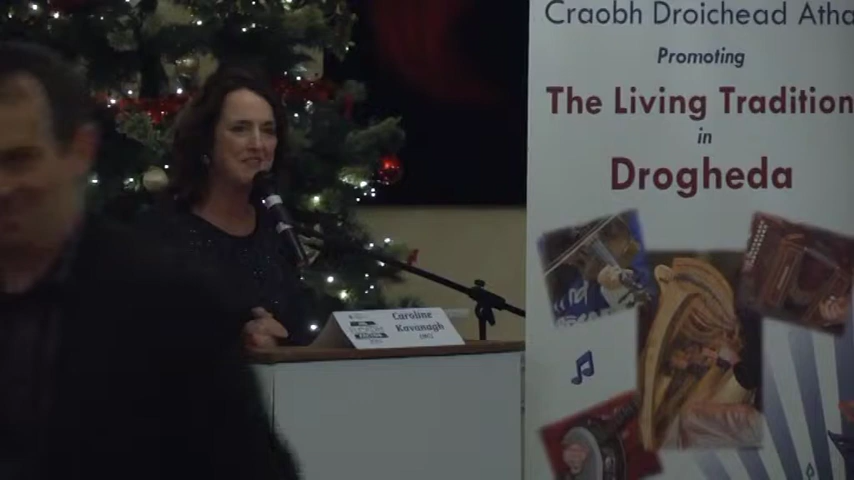 Craobh Droichead Atha
Promoting
The Living Tradition
in
Drogheda
Caroline
Kavanagh